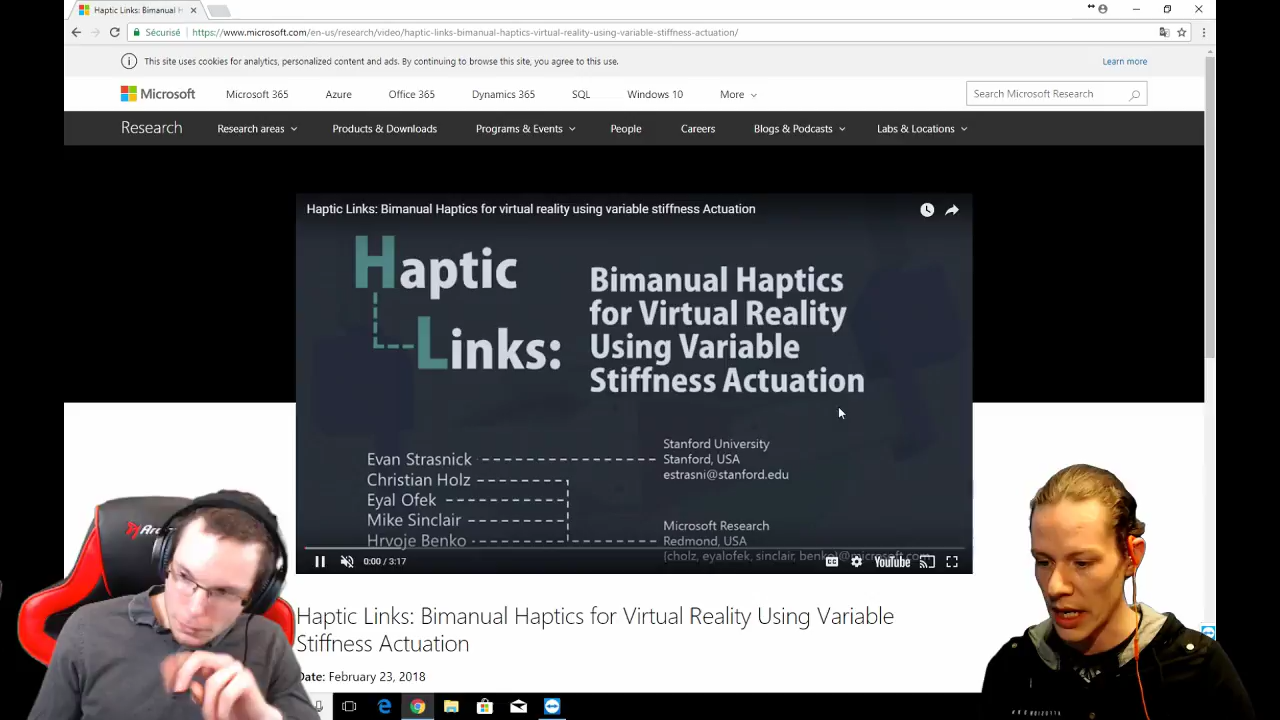 Haptic Links: Bimanual H
Sécurisé
https://www.microsoft.com/en-us/research/video/haptic-links-bimanual-haptics-virtual-reality-using-variable-stiffness-actuation/
This site uses cookies for analytics, personalized content and ads. By continuing to browse this site, you agree to this use.
Learn more
Microsoft
Microsoft 365
Azure
Office 365
Dynamics 365
SQL
Windows 10
More
Search Microsoft Research
Research
Research areas
Products & Downloads
Programs & Events
People
Careers
Blogs & Podcasts
Labs & Locations
Haptic Links: Bimanual Haptics for virtual reality using variable stiffness Actuation
Haptic
Links:
Bimanual Haptics
for Virtual Reality
Using Variable
Stiffness Actuation
Evan Strasnick
Christian Holz
Eyal Ofek
Mike Sinclair
Hrvoje Benko
Stanford University
Stanford, USA
estrasni@stanford.edu
Microsoft Research
Redmond, USA
{cholz, eyalofek, sinclair, benko}@microsoft.com
0:00 / 3:17
CC
YouTube
Haptic Links: Bimanual Haptics for Virtual Reality Using Variable
Stiffness Actuation
Date: February 23, 2018